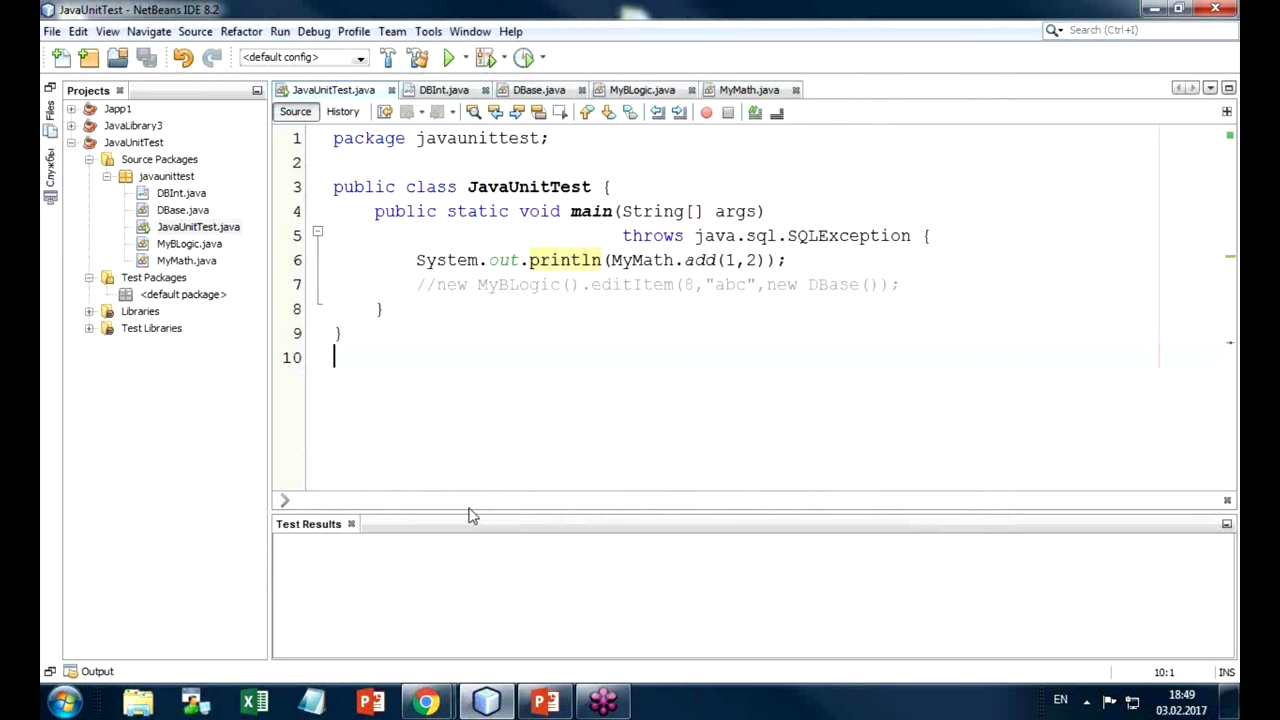 JavaUnitTest - NetBeans IDE 8.2
File Edit View Navigate Source Refactor Run Debug Profile Team Tools Window Help
Search (Ctrl+I)
<default config>
Projects
JavaUnitTest.java DBInt.java DBase.java MyBLogic.java MyMath.java
Files
Службы
Japp1
JavaLibrary3
JavaUnitTest
Source Packages
javaunittest
DBInt.java
DBase.java
JavaUnitTest.java
MyBLogic.java
MyMath.java
Test Packages
<default package>
Libraries
Test Libraries
Source History
1 package javaunittest;
2
3 public class JavaUnitTest {
4 public static void main(String[] args)
5 throws java.sql.SQLException {
6 System.out.println(MyMath.add(1,2));
7 //new MyBLogic().editItem(8,"abc",new DBase());
8 }
9 }
10
Test Results
Output
10:1 INS
EN
18:49
03.02.2017